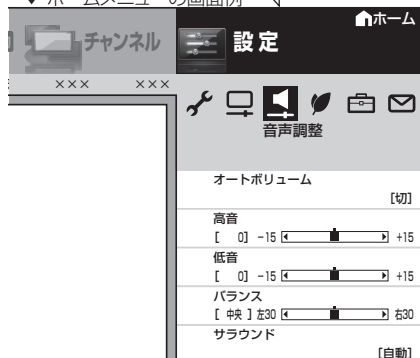 ホームメニューの画面例
チャンネル
設定
ホーム
××× ×××
音声調整
オートボリューム
[切]
高音
[ 0] -15 +15
低音
[ 0] -15 +15
バランス
[ 中央 ] 左30 右30
サラウンド
[自動]